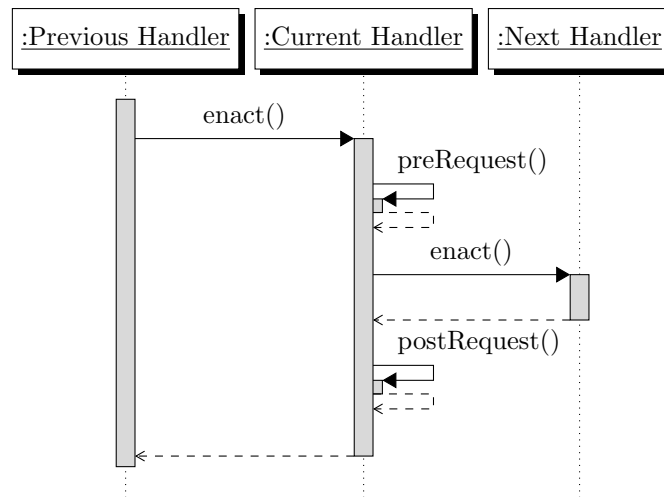 :Previous Handler
:Current Handler
:Next Handler
enact()
preRequest()
enact()
postRequest()